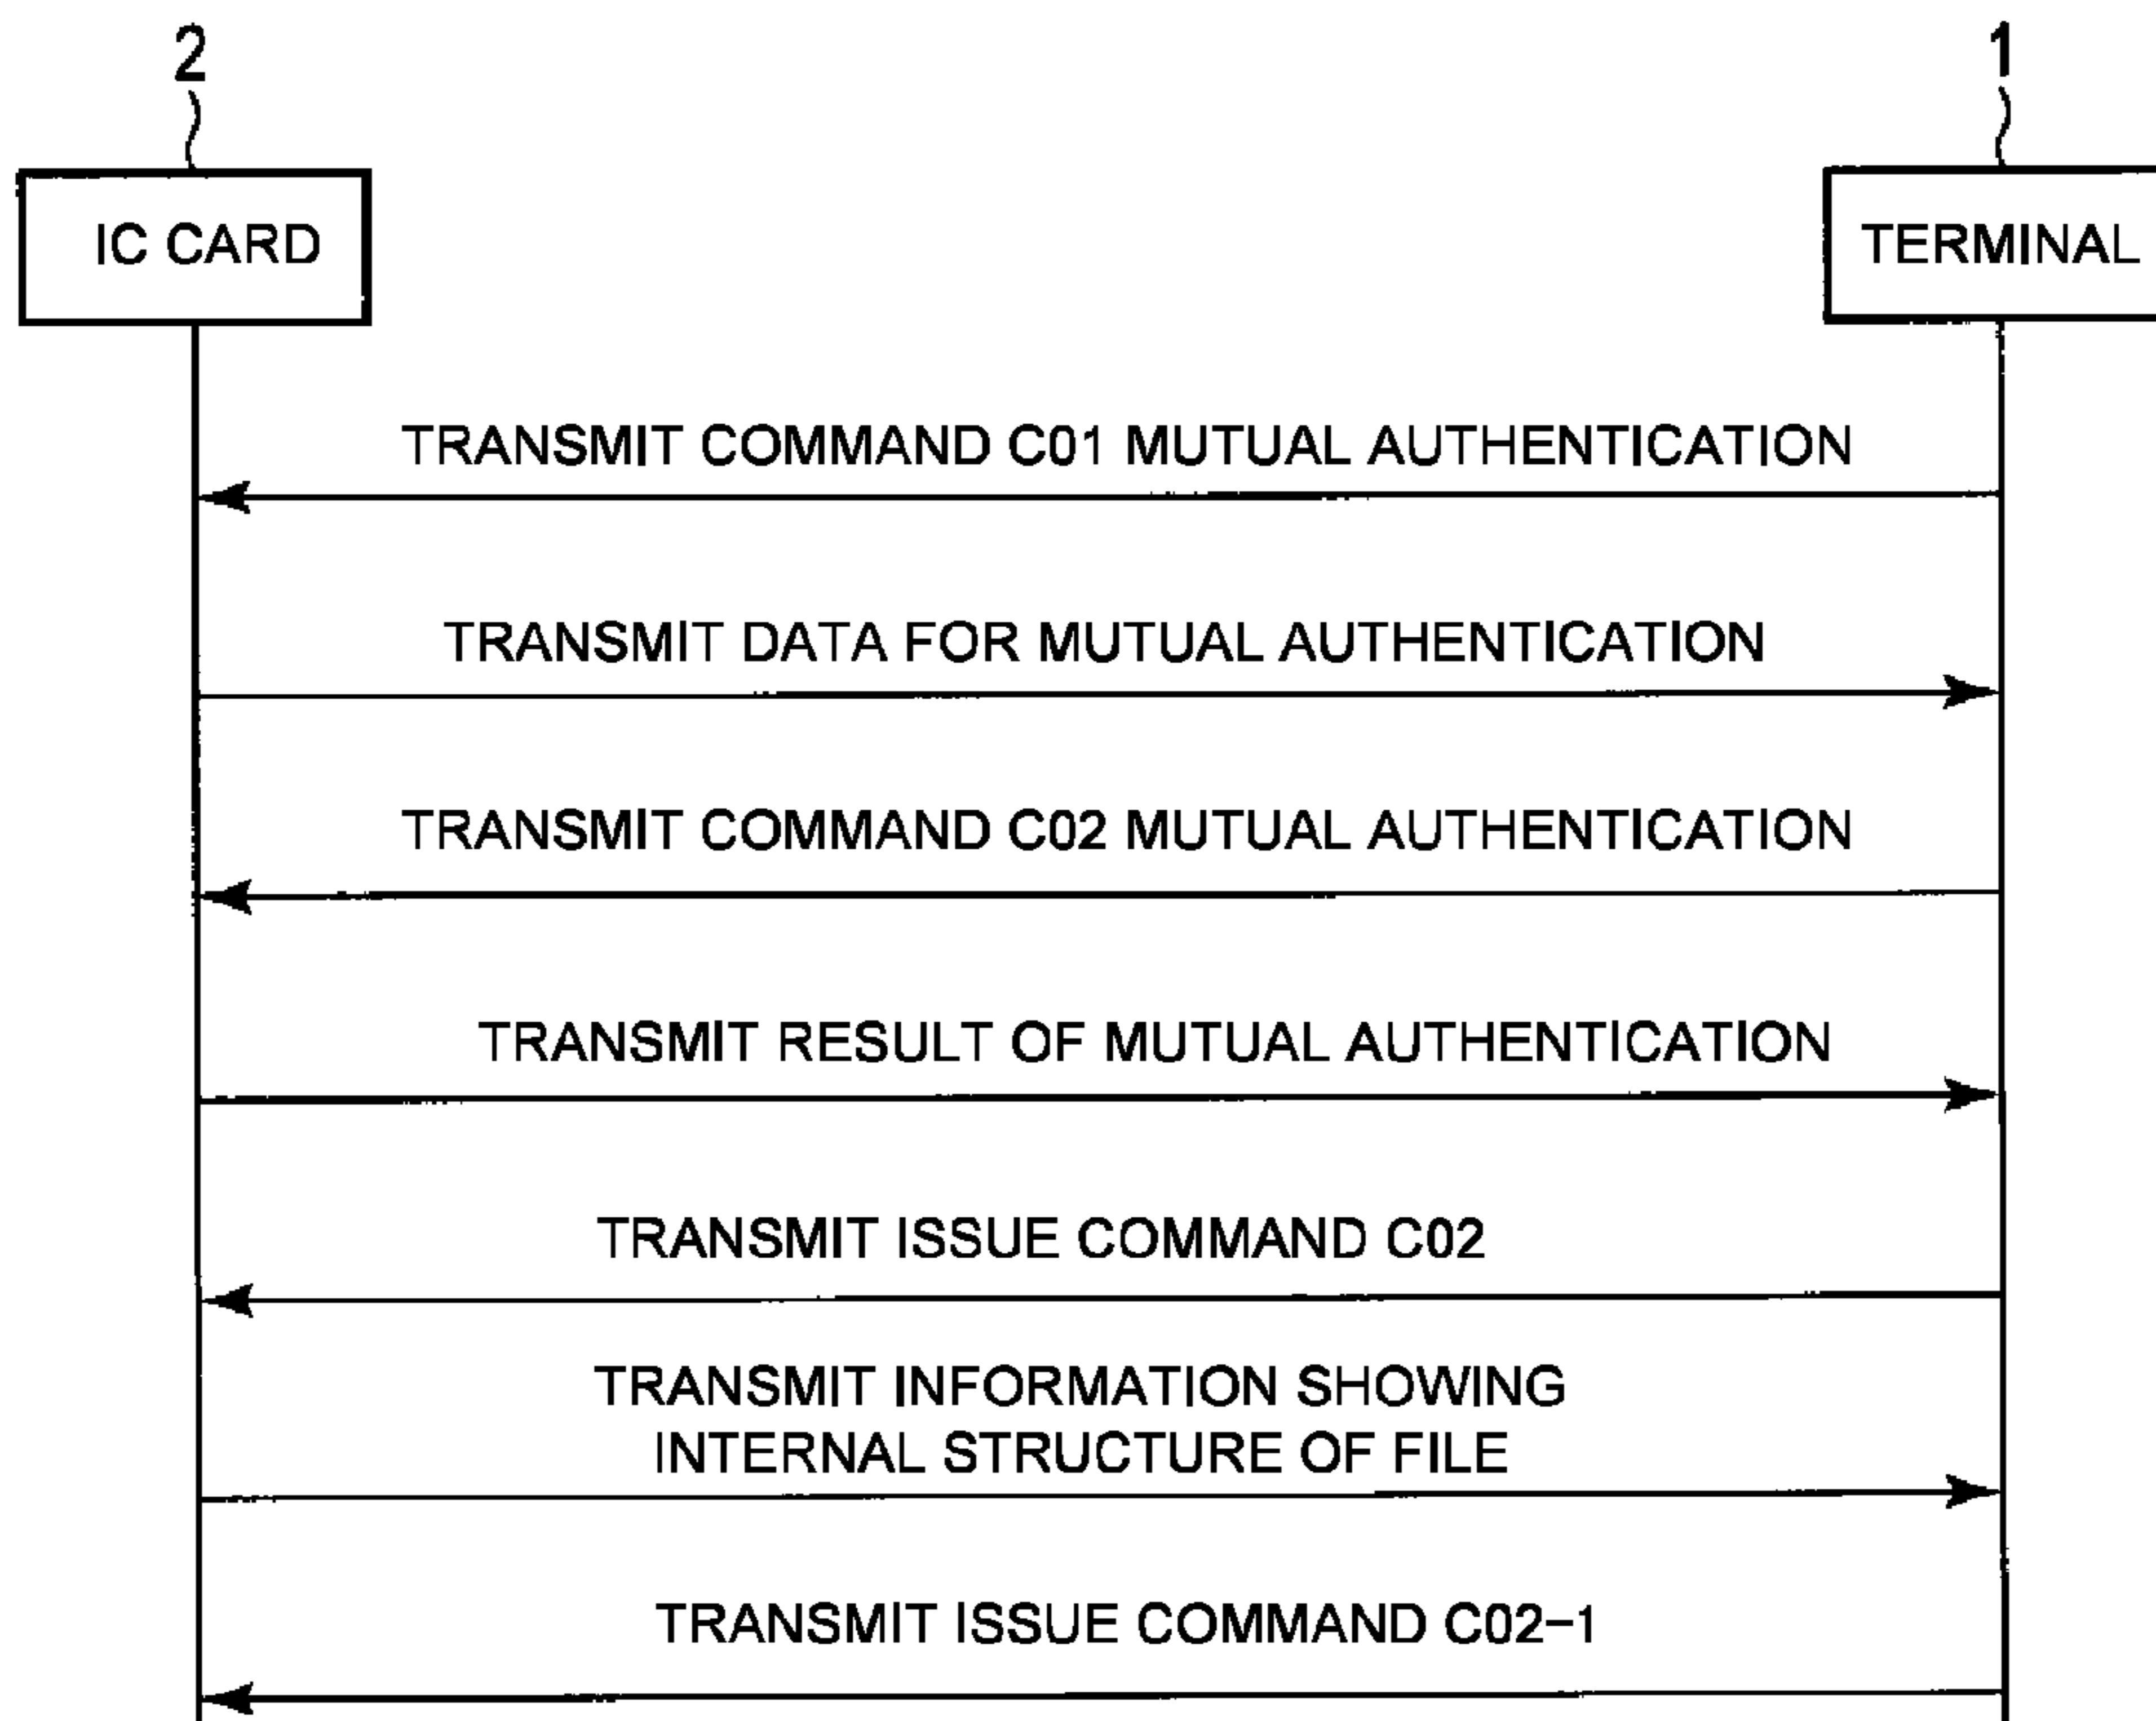 2
1
IC CARD
TERMINAL
TRANSMIT COMMAND C01 MUTUAL AUTHENTICATION
TRANSMIT DATA FOR MUTUAL AUTHENTICATION
TRANSMIT COMMAND C02 MUTUAL AUTHENTICATION
TRANSMIT RESULT OF MUTUAL AUTHENTICATION
TRANSMIT ISSUE COMMAND C02
TRANSMIT INFORMATION SHOWING
INTERNAL STRUCTURE OF FILE
TRANSMIT ISSUE COMMAND C02-1